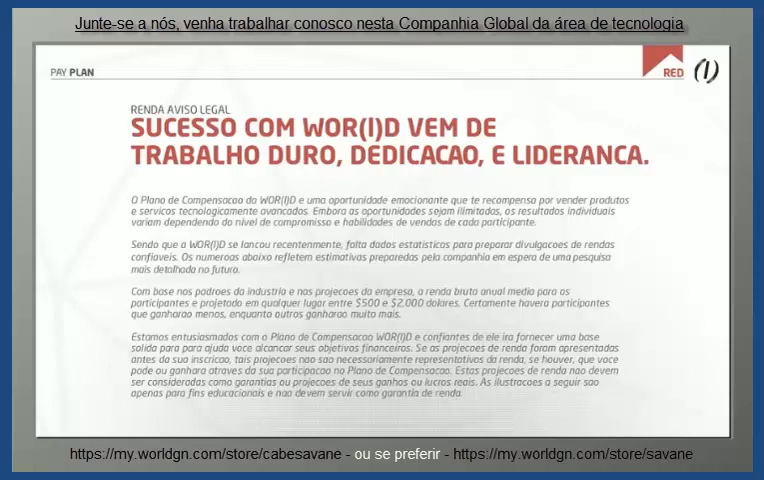 Junte-se a nós, venha trabalhar conosco nesta Companhia Global da área de tecnologia
PAY PLAN
RED (I)
RENDA AVISO LEGAL
SUCESSO COM WOR(I)D VEM DE
TRABALHO DURO, DEDICACAO, E LIDERANCA.
O Plano de Compensacao da WOR(I)D e uma oportunidade emocionante que te recompensa por vender produtos
e servicos tecnologicamente avancados. Embora as oportunidades sejam ilimitadas, os resultados individuais
variam dependendo do nivel de compromisso e habilidades de vendas de cada participante.
Sendo que a WOR(I)D se lancou recentemente, falta dados estatisticos para preparar divulgacoes de rendas
confiaveis. Os numeroas abaixo refletem estimativas preparadas pela companhia em espera de uma pesquisa
mais detalhada no futuro.
Com base nos padroes da industria e nas projecoes da empresa, a renda bruta anual media para os
participantes e projetada em qualquer lugar entre $500 e $2,000 dolares. Certamente havera participantes
que ganharao menos, enquanto outros ganharao muito mais.
Estamos entusiasmados com o Plano de Compensacao WOR(I)D e confiantes de ele ira fornecer uma base
solida para para ajuda voce alcancar seus objetivos financeiros. Se as projecoes de renda foram apresentadas
antes da sua inscricao, tais projecoes nao sao necessariamente representativas da renda, se houver, que voce
pode ou ganhara atraves da sua participacao no Plano de Compensacao. Estas projecoes de renda nao devem
ser consideradas como garantias ou projecoes de seus ganhos ou lucros reais. As ilustracoes a seguir sao
apenas para fins educacionais e nao devem servir como garantia de renda.
https://my.worldgn.com/store/cabesavane - ou se preferir - https://my.worldgn.com/store/savane